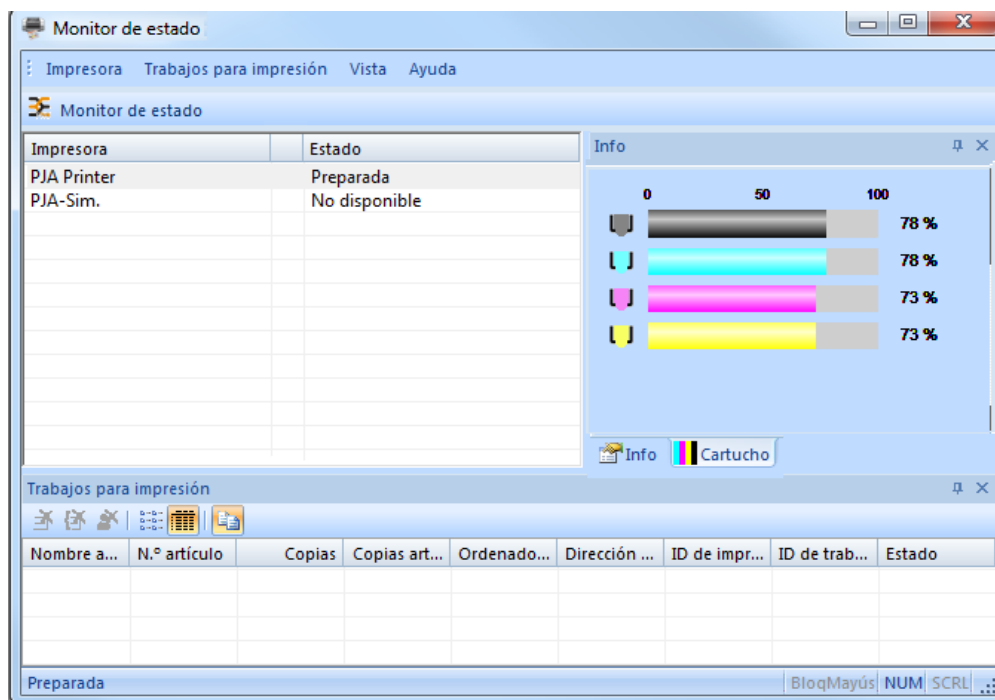 Monitor de estado
Impresora Trabajos para impresión Vista Ayuda
Monitor de estado
Impresora Estado
PJA Printer Preparada
PJA-Sim. No disponible
Info
0 50 100
78 %
78 %
73 %
73 %
Info Cartucho
Trabajos para impresión
Nombre a... N.º artículo Copias Copias art... Ordenado... Dirección ... ID de impr... ID de trab... Estado
Preparada BloqMayús NUM SCRL